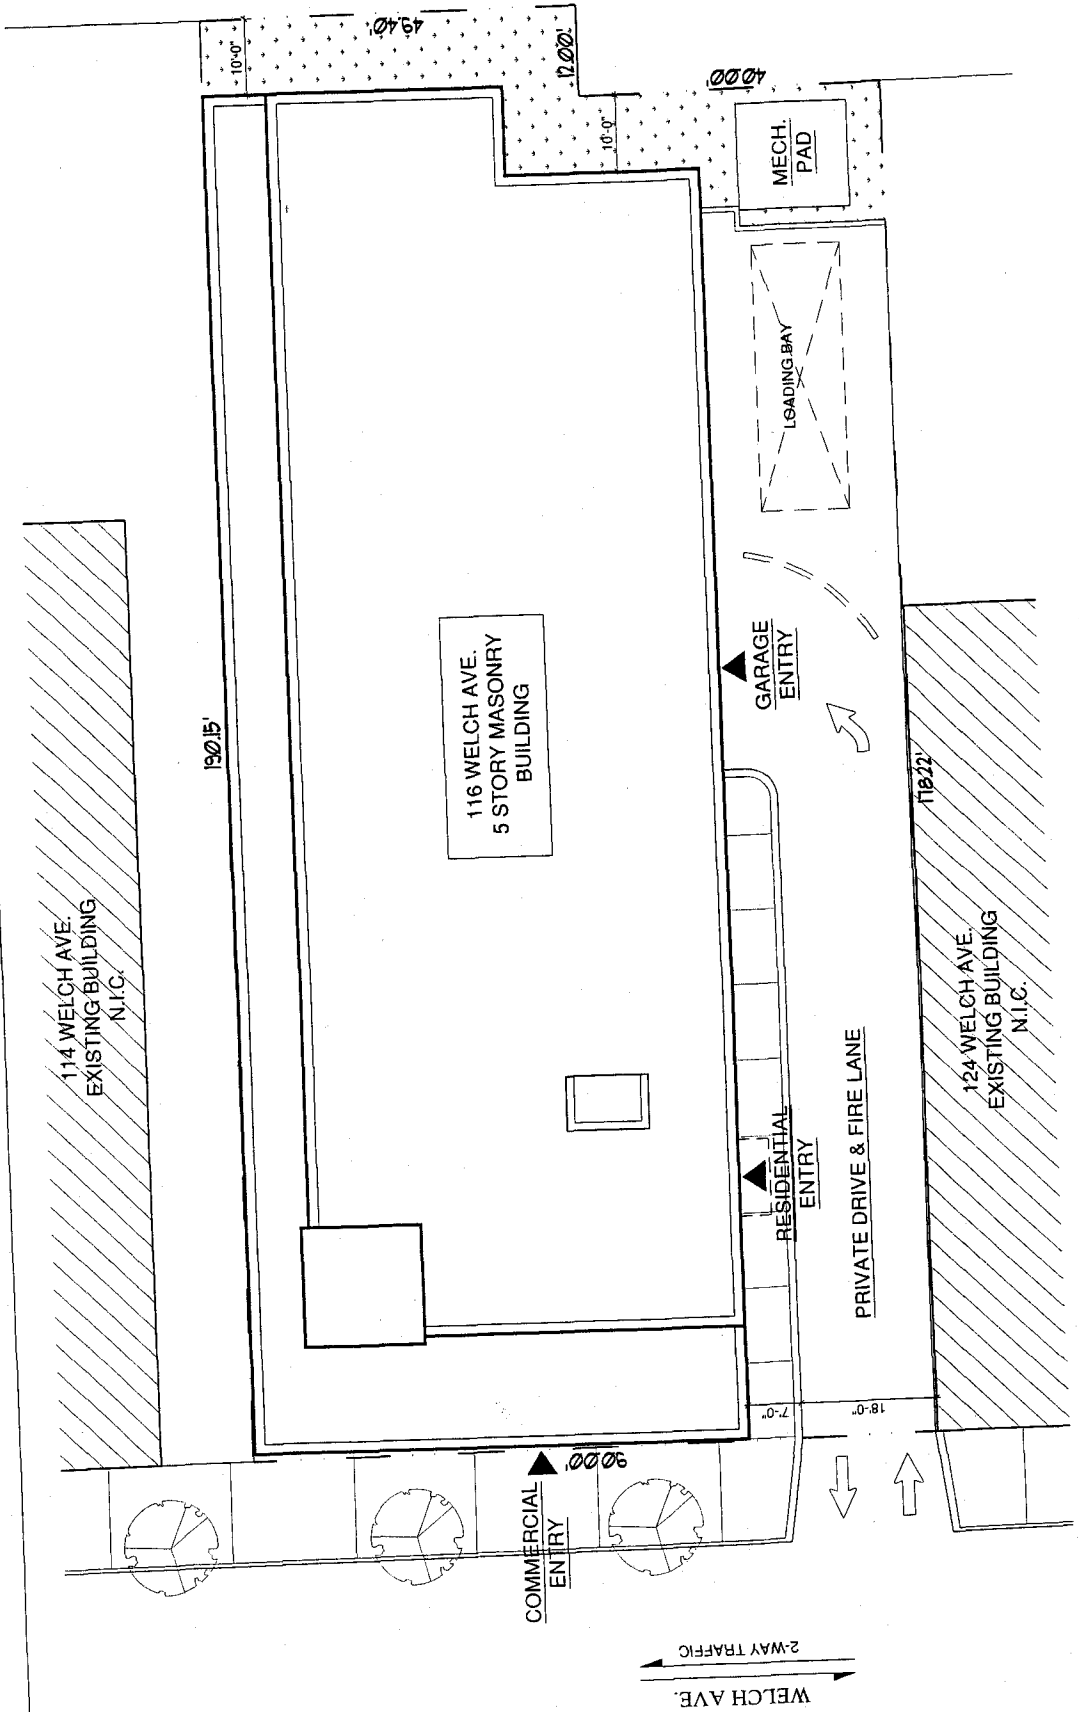 49.40'
10'-0"
12.00'
40.00'
10'-0"
MECH.
PAD
LOADING BAY
190.15'
116 WELCH AVE.
5 STORY MASONRY
BUILDING
GARAGE
ENTRY
178.22'
114 WELCH AVE.
EXISTING BUILDING
N.I.C.
124 WELCH AVE.
EXISTING BUILDING
N.I.C.
RESIDENTIAL
ENTRY
PRIVATE DRIVE & FIRE LANE
7'-0"
18'-0"
90.00'
COMMERCIAL
ENTRY
2-WAY TRAFFIC
WELCH AVE.